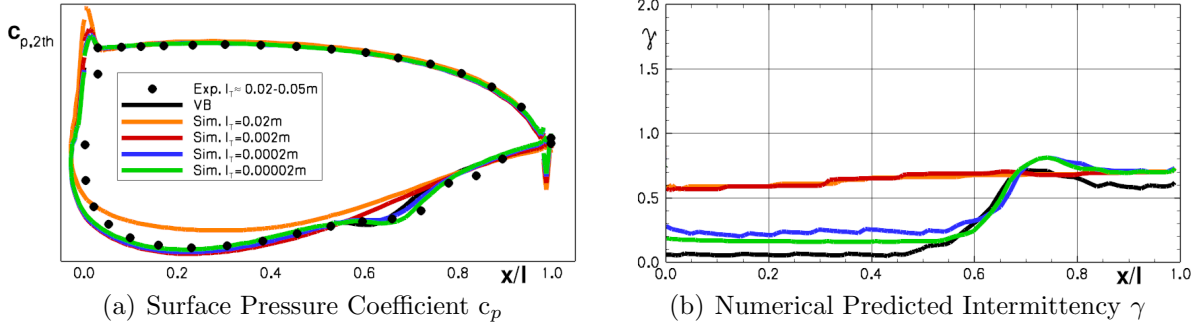 c_p,2th
Exp. l_T≈ 0.02-0.05m
VB
Sim. l_T=0.02m
Sim. l_T=0.002m
Sim. l_T=0.0002m
Sim. l_T=0.00002m
0.0 0.2 0.4 0.6 0.8 x/l 1.0
(a) Surface Pressure Coefficient c_p
2.0
γ
1.5
1.0
0.5
0.0
0.0 0.2 0.4 0.6 0.8 x/l 1.0
(b) Numerical Predicted Intermittency γ